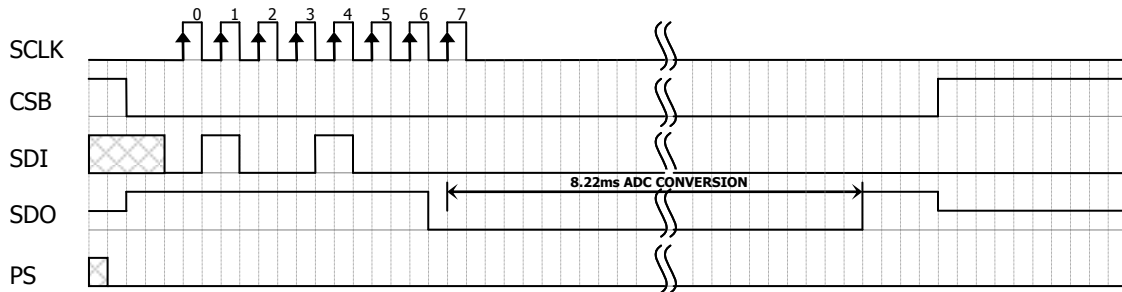 0 1 2 3 4 5 6 7
SCLK
CSB
SDI
8.22ms ADC CONVERSION
SDO
PS